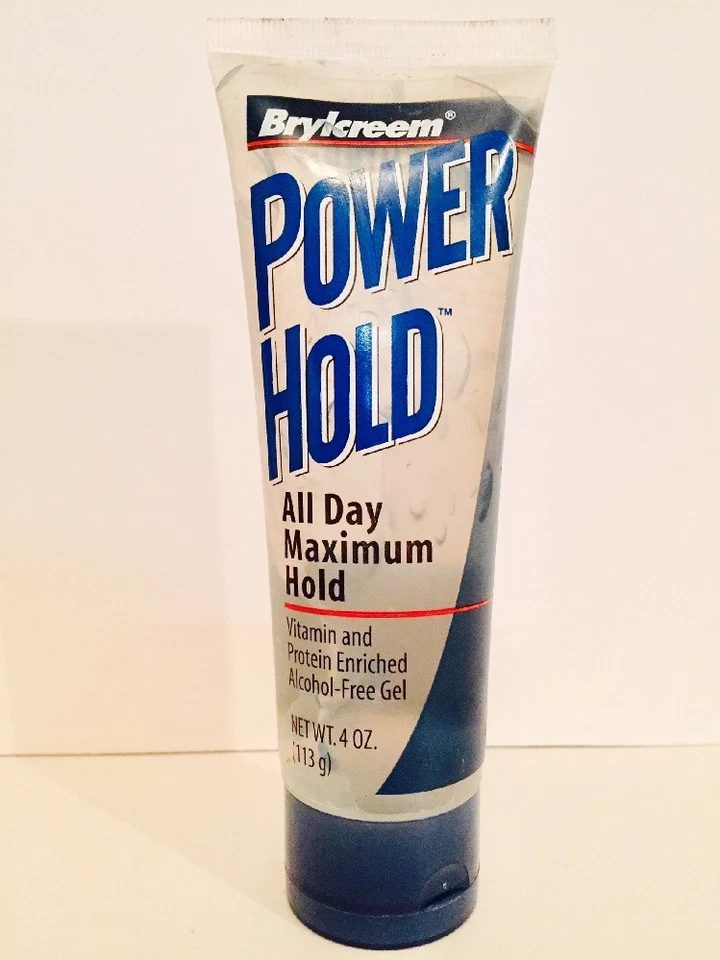 Brylcreem®
POWER
HOLD™
All Day
Maximum
Hold
Vitamin and
Protein Enriched
Alcohol-Free Gel
NET WT. 4 OZ.
(113 g)